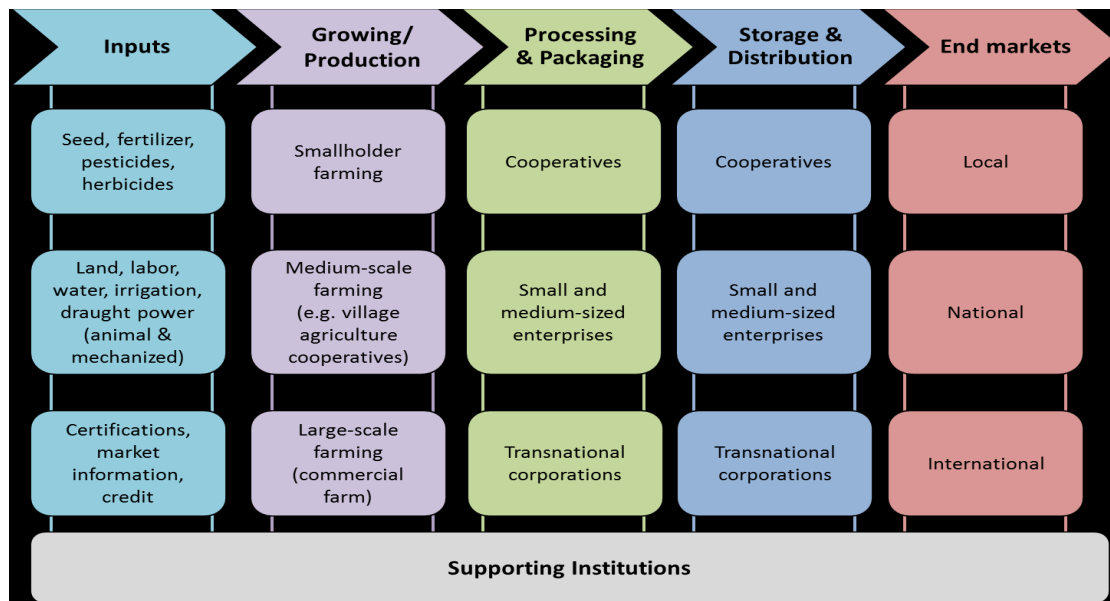 Inputs
Growing/
Production
Processing
& Packaging
Storage &
Distribution
End markets
Seed, fertilizer,
pesticides,
herbicides
Smallholder
farming
Cooperatives
Cooperatives
Local
Land, labor,
water, irrigation,
draught power
(animal &
mechanized)
Medium-scale
farming
(e.g. village
agriculture
cooperatives)
Small and
medium-sized
enterprises
Small and
medium-sized
enterprises
National
Certifications,
market
information,
credit
Large-scale
farming
(commercial
farm)
Transnational
corporations
Transnational
corporations
International
Supporting Institutions